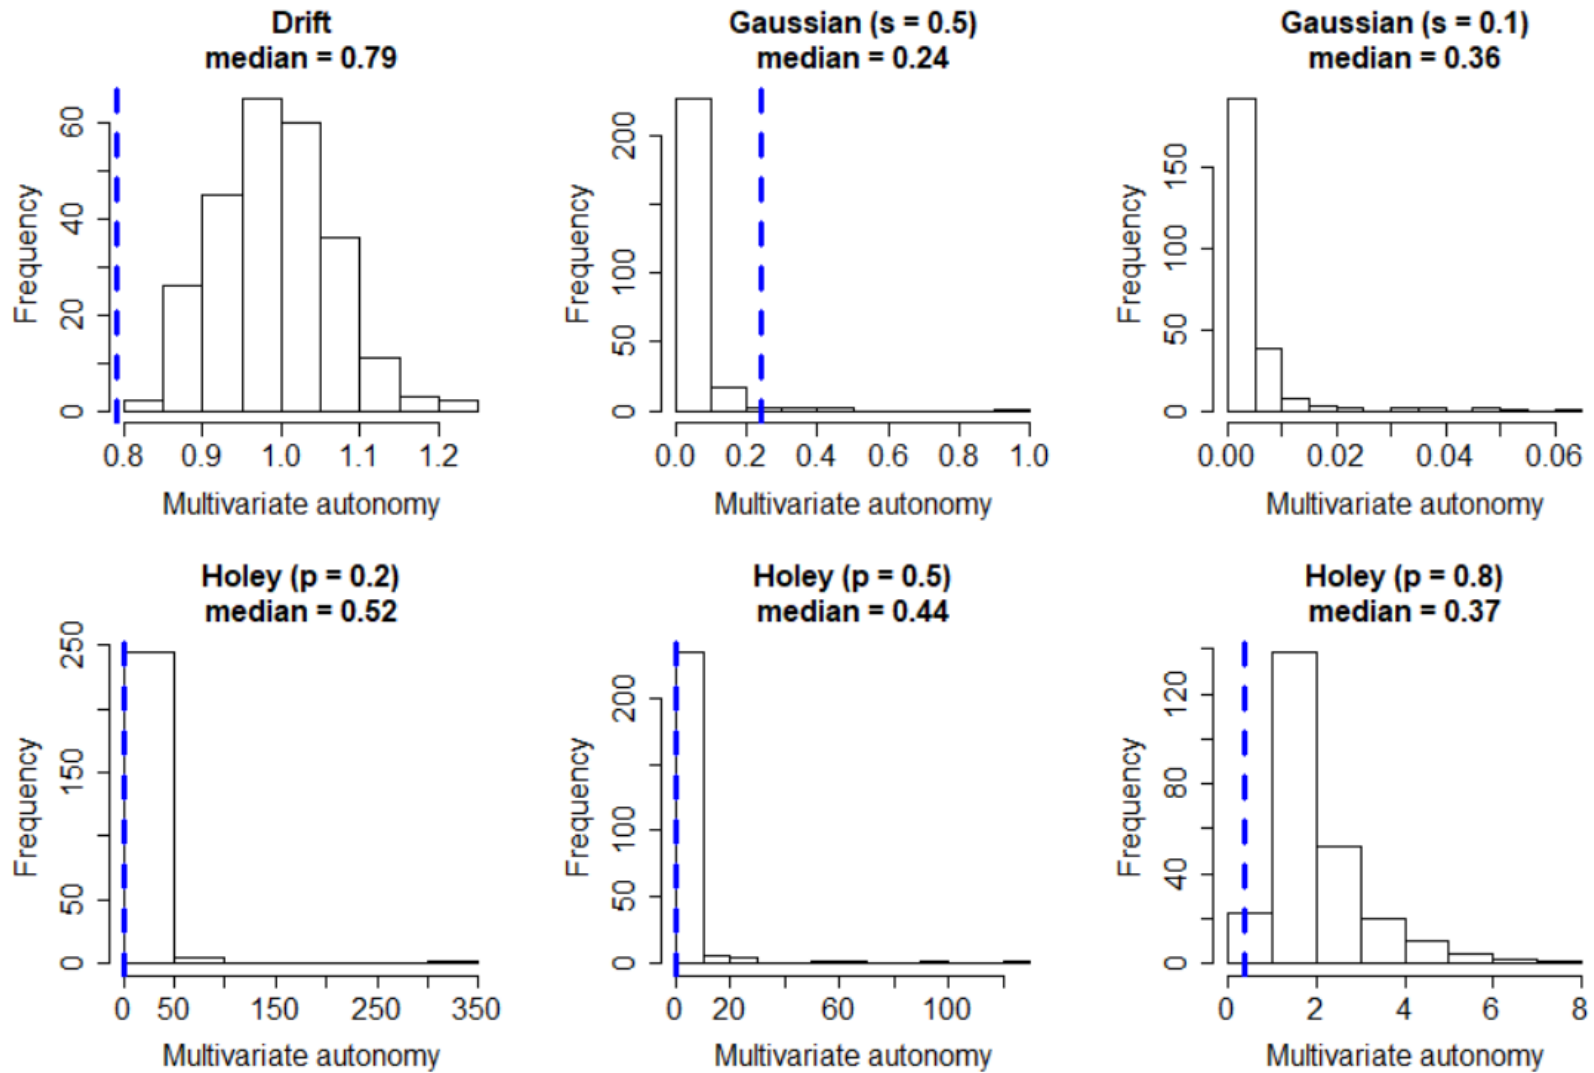 Drift
median = 0.79
Frequency
0 20 40 60
0.8 0.9 1.0 1.1 1.2
Multivariate autonomy
Gaussian (s = 0.5)
median = 0.24
Frequency
0 50 100 200
0.0 0.2 0.4 0.6 0.8 1.0
Multivariate autonomy
Gaussian (s = 0.1)
median = 0.36
Frequency
0 50 100 150
0.00 0.02 0.04 0.06
Multivariate autonomy
Holey (p = 0.2)
median = 0.52
Frequency
0 50 150 250
0 50 150 250 350
Multivariate autonomy
Holey (p = 0.5)
median = 0.44
Frequency
0 50 100 200
0 20 60 100
Multivariate autonomy
Holey (p = 0.8)
median = 0.37
Frequency
0 40 80 120
0 2 4 6 8
Multivariate autonomy